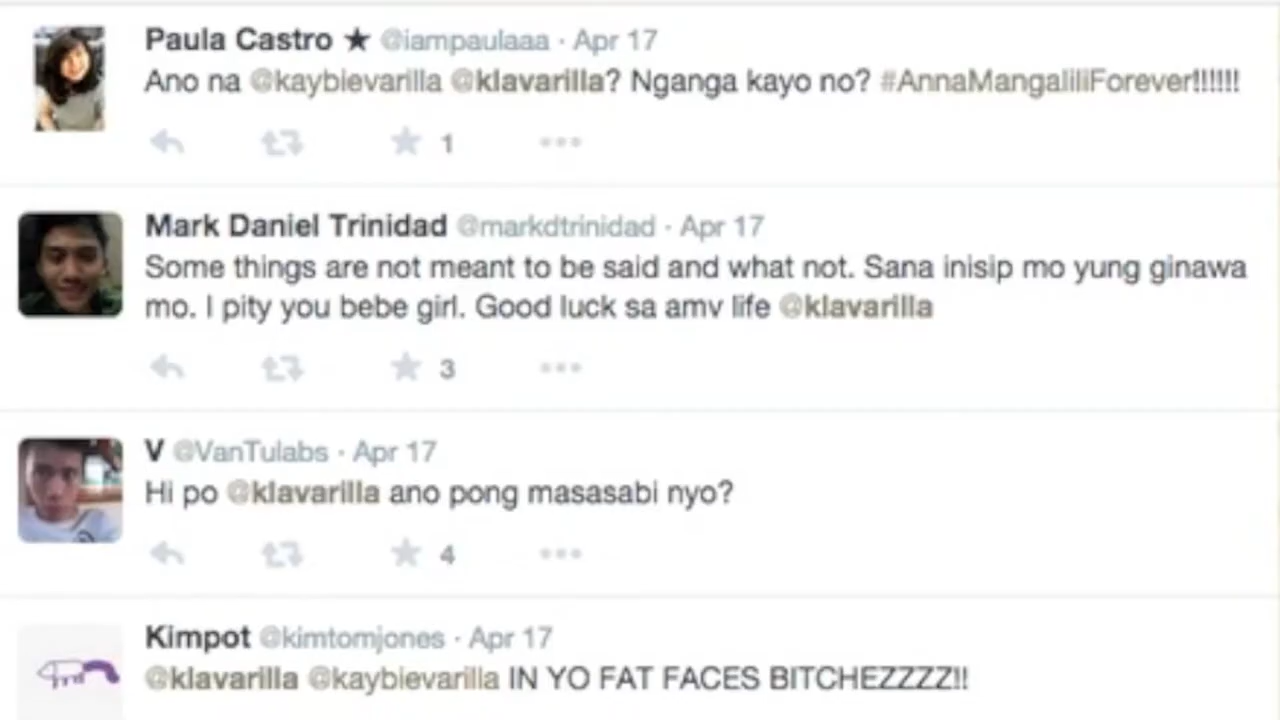 Paula Castro ★ @iampaulaaa · Apr 17
Ano na @kaybievarilla @klavarilla? Nganga kayo no? #AnnaMangaliliForever!!!!!!
1
Mark Daniel Trinidad @markdtrinidad · Apr 17
Some things are not meant to be said and what not. Sana inisip mo yung ginawa
mo. I pity you bebe girl. Good luck sa amv life @klavarilla
3
V @VanTulabs · Apr 17
Hi po @klavarilla ano pong masasabi nyo?
4
Kimpot @kimtomjones · Apr 17
@klavarilla @kaybievarilla IN YO FAT FACES BITCHEZZZZ!!